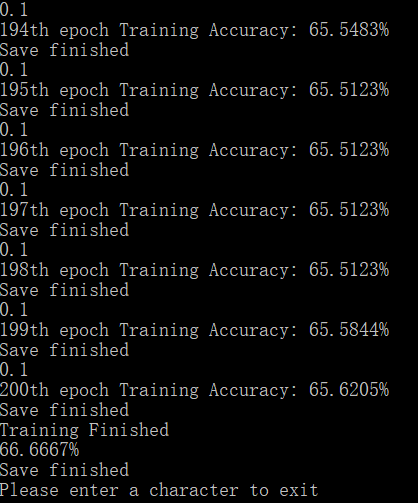 0.1
194th epoch Training Accuracy: 65.5483%
Save finished
0.1
195th epoch Training Accuracy: 65.5123%
Save finished
0.1
196th epoch Training Accuracy: 65.5123%
Save finished
0.1
197th epoch Training Accuracy: 65.5123%
Save finished
0.1
198th epoch Training Accuracy: 65.5123%
Save finished
0.1
199th epoch Training Accuracy: 65.5844%
Save finished
0.1
200th epoch Training Accuracy: 65.6205%
Save finished
Training Finished
66.6667%
Save finished
Please enter a character to exit